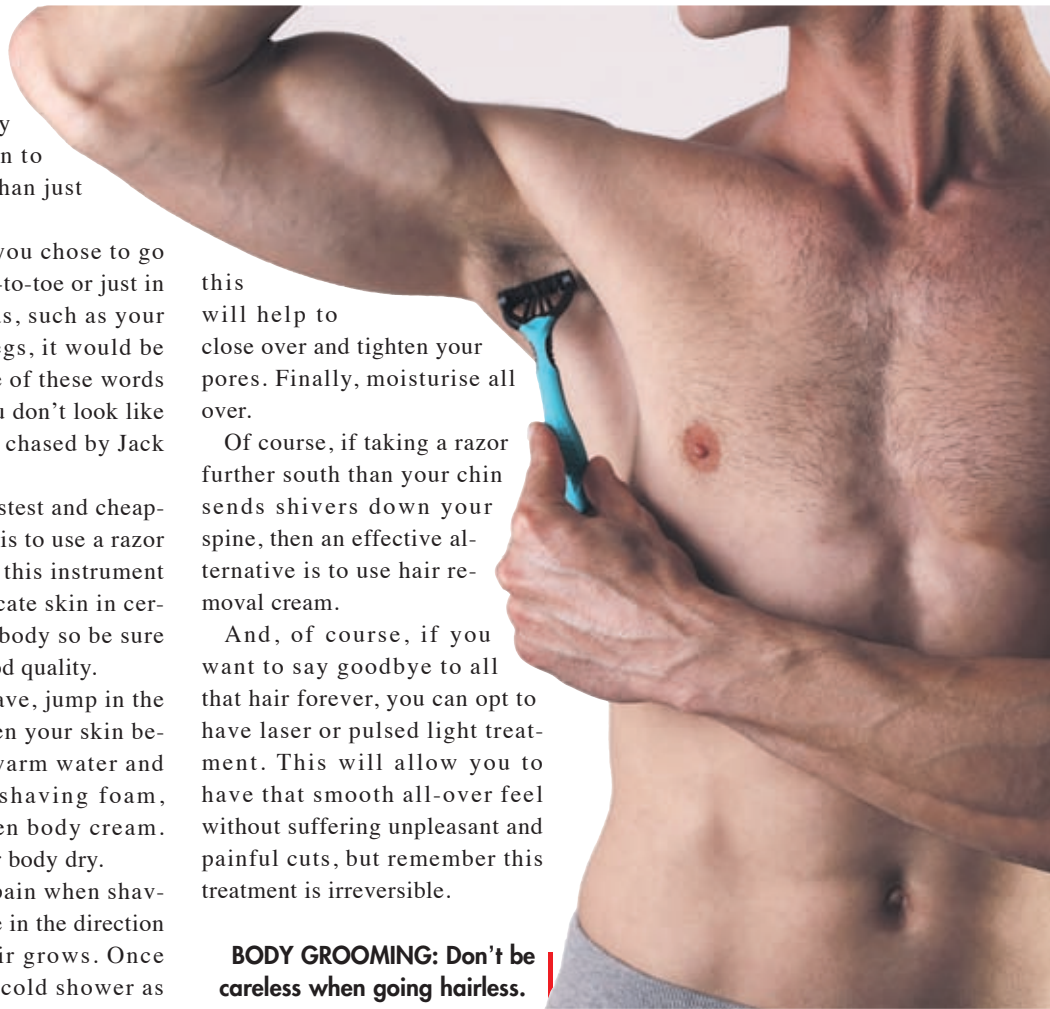 y
n to
han just
you chose to go
-to-toe or just in
s, such as your
egs, it would be
e of these words
u don’t look like
chased by Jack
stest and cheap-
is to use a razor
this instrument
cate skin in cer-
body so be sure
od quality.
ave, jump in the
en your skin be-
warm water and
shaving foam,
en body cream.
r body dry.
pain when shav-
e in the direction
ir grows. Once
cold shower as
this
will help to
close over and tighten your
pores. Finally, moisturise all
over.
Of course, if taking a razor
further south than your chin
sends shivers down your
spine, then an effective al-
ternative is to use hair re-
moval cream.
And, of course, if you
want to say goodbye to all
that hair forever, you can opt to
have laser or pulsed light treat-
ment. This will allow you to
have that smooth all-over feel
without suffering unpleasant and
painful cuts, but remember this
treatment is irreversible.
BODY GROOMING: Don’t be
careless when going hairless.